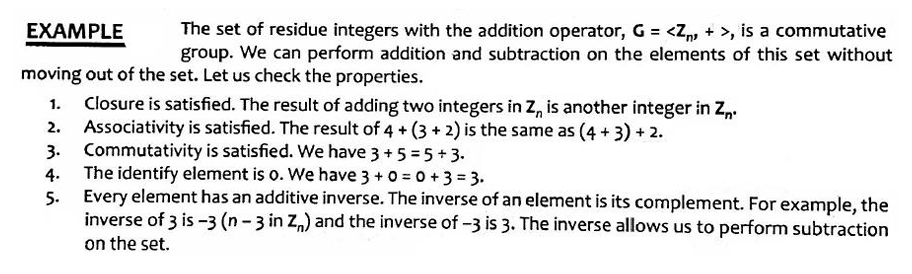 EXAMPLE The set of residue integers with the addition operator, G = <Zn, + >, is a commutative
group. We can perform addition and subtraction on the elements of this set without
moving out of the set. Let us check the properties.
1. Closure is satisfied. The result of adding two integers in Zn is another integer in Zn.
2. Associativity is satisfied. The result of 4 + (3 + 2) is the same as (4 + 3) + 2.
3. Commutativity is satisfied. We have 3 + 5 = 5 + 3.
4. The identify element is 0. We have 3 + 0 = 0 + 3 = 3.
5. Every element has an additive inverse. The inverse of an element is its complement. For example, the
inverse of 3 is –3 (n – 3 in Zn) and the inverse of –3 is 3. The inverse allows us to perform subtraction
on the set.